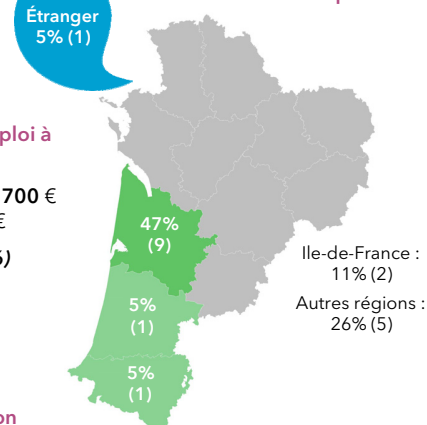 Étranger
5% (1)
ploi à
700 €
€
47%
(9)
Ile-de-France :
11% (2)
5%
(1)
Autres régions :
26% (5)
5%
(1)
on